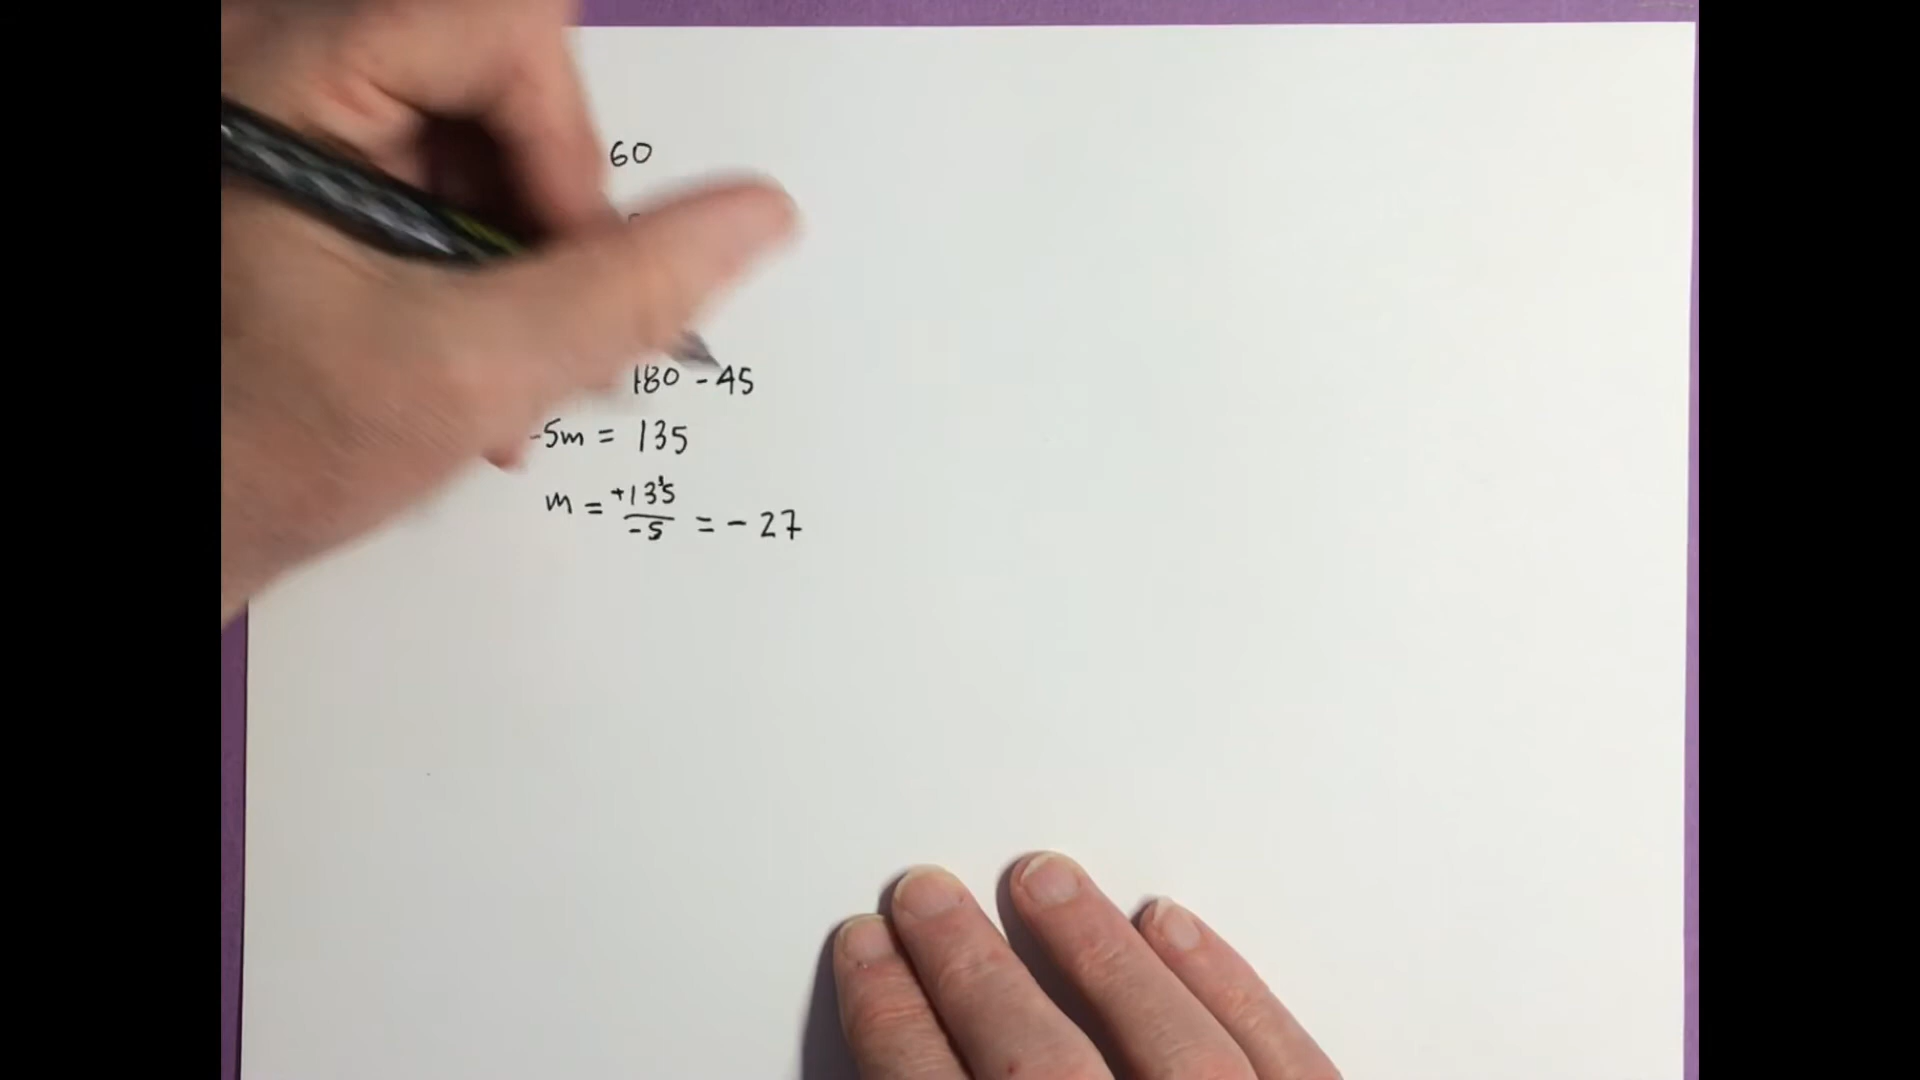 60
180 - 45
-5m = 135
m = +135/-5 = - 27